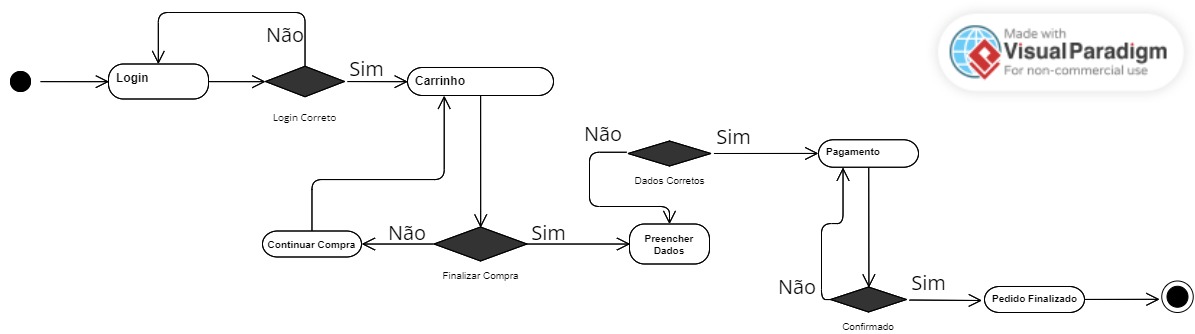 Made with
Visual Paradigm
For non-commercial use
Não
Login
Sim
Carrinho
Login Correto
Não
Sim
Pagamento
Dados Corretos
Continuar Compra
Não
Sim
Preencher
Dados
Finalizar Compra
Não
Sim
Pedido Finalizado
Confirmado